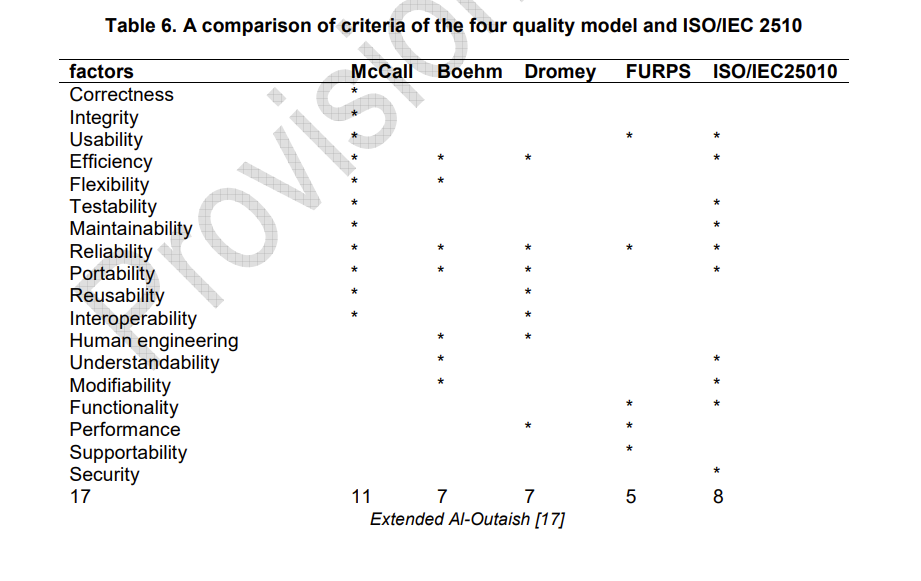 Table 6. A comparison of criteria of the four quality model and ISO/IEC 2510
factors McCall Boehm Dromey FURPS ISO/IEC25010
Correctness *
Integrity *
Usability * * *
Efficiency * * * *
Flexibility * *
Testability * *
Maintainability * *
Reliability * * * * *
Portability * * * *
Reusability * *
Interoperability * *
Human engineering * *
Understandability * *
Modifiability * *
Functionality * *
Performance * *
Supportability *
Security *
17 11 7 7 5 8
Extended Al-Outaish [17]
Provision